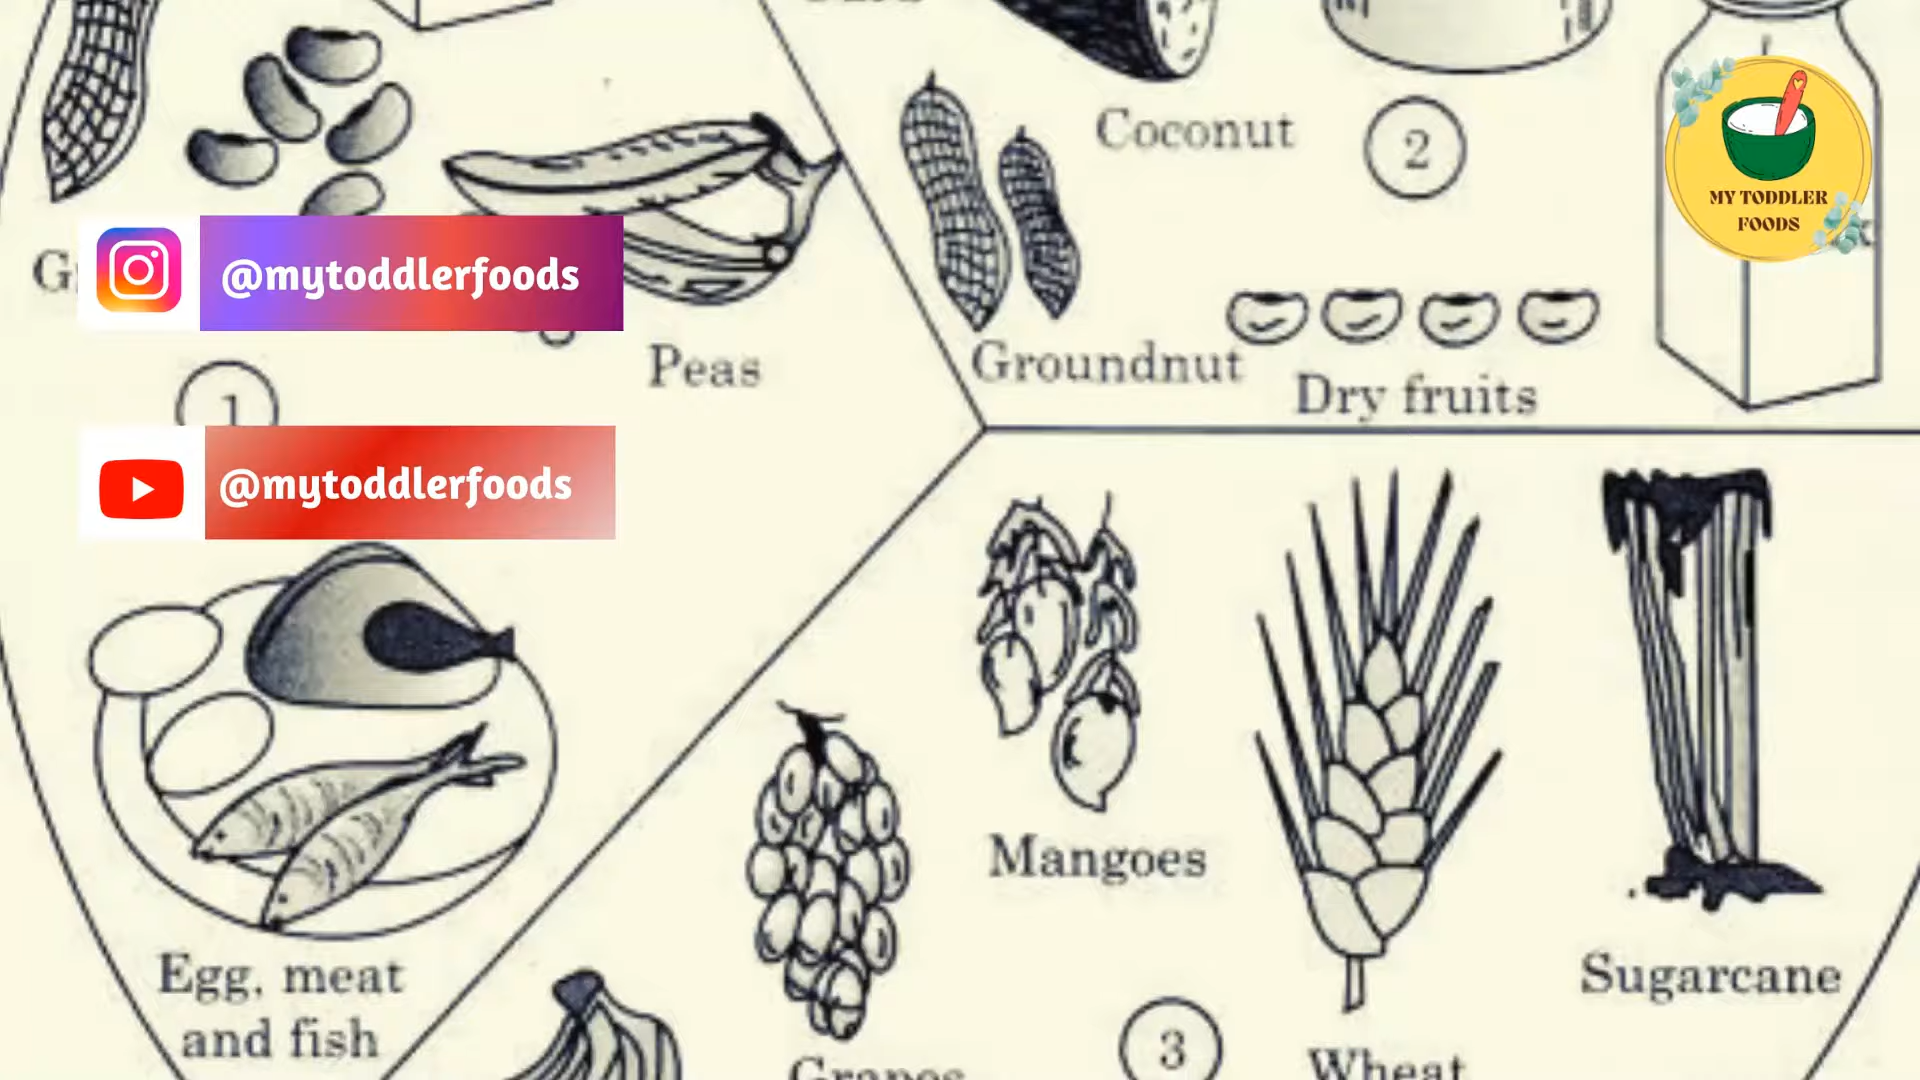 Coconut
2
MY TODDLER
FOODS
@mytoddlerfoods
Peas
Groundnut
Dry fruits
1
@mytoddlerfoods
Mangoes
Sugarcane
Egg, meat
and fish
3
Grapes
Wheat